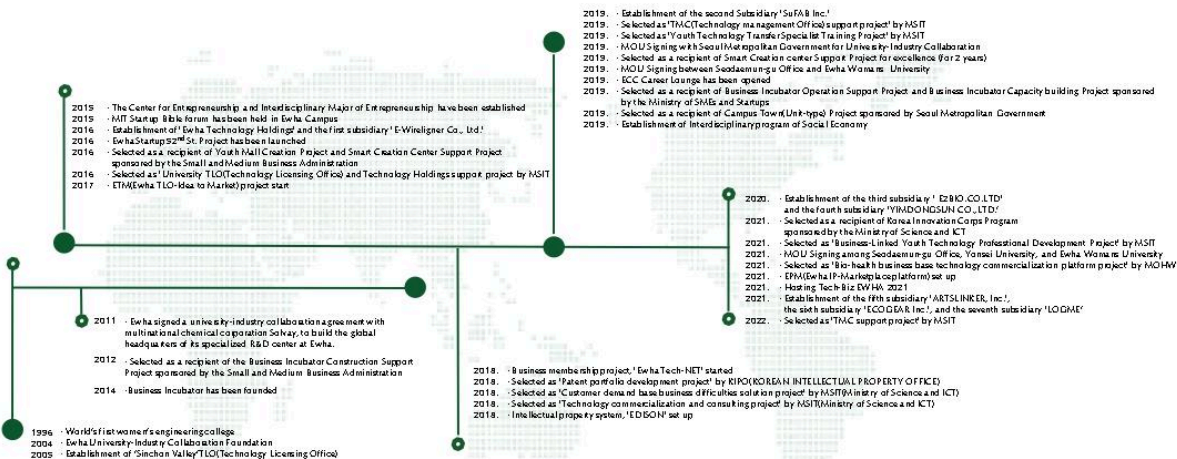 1996 · World's first women's engineering college
2004 · Ewha University-Industry Collaboration Foundation
2005 · Establishment of 'Sinchon Valley' TLO(Technology Licensing Office)
2011 · Ewha signed a university-industry collaboration agreement with
multinational chemical corporation Solvay, to build the global
headquarters of its specialized R&D center at Ewha.
2012 · Selected as a recipient of the Business Incubator Construction Support
Project sponsored by the Small and Medium Business Administration
2014 · Business Incubator has been founded
2015 · The Center for Entrepreneurship and Interdisciplinary Major of Entrepreneurship have been established
2015 · MIT Startup Bible forum has been held in Ewha Campus
2016 · Establishment of 'Ewha Technology Holdings' and the first subsidiary 'E-Wireligner Co., Ltd.'
2016 · Ewha Startup 52nd St. Project has been launched
2016 · Selected as a recipient of Youth Mall Creation Project and Smart Creation Center Support Project
sponsored by the Small and Medium Business Administration
2016 · Selected as 'University TLO(Technology Licensing Office) and Technology Holdings support project by MSIT
2017 · ETM(Ewha TLO-Idea to Market) project start
2018. · Business membership project, 'Ewha Tech-NET' started
2018. · Selected as 'Patent portfolio development project' by KIPO(KOREAN INTELLECTUAL PROPERTY OFFICE)
2018. · Selected as 'Customer demand base business difficulties solution project' by MSIT(Ministry of Science and ICT)
2018. · Selected as 'Technology commercialization and consulting project' by MSIT(Ministry of Science and ICT)
2018. · Intellectual property system, 'EDISON' set up
2019. · Establishment of the second Subsidiary 'SuFAB Inc.'
2019. · Selected as 'TMC(Technology management Office) support project' by MSIT
2019. · Selected as 'Youth Technology Transfer Specialist Training Project' by MSIT
2019. · MOU Signing with Seoul Metropolitan Government for University-Industry Collaboration
2019. · Selected as a recipient of Smart Creation center Support Project for excellence (for 2 years)
2019. · MOU Signing between Seodaemun-gu Office and Ewha Womans University
2019. · ECC Career Lounge has been opened
2019. · Selected as a recipient of Business Incubator Operation Support Project and Business Incubator Capacity building Project sponsored
by the Ministry of SMEs and Startups
2019. · Selected as a recipient of Campus Town(Unit-type) Project sponsored by Seoul Metropolitan Government
2019. · Establishment of Interdisciplinary program of Social Economy
2020. · Establishment of the third subsidiary ' EZBIO.CO.LTD'
and the fourth subsidiary 'YIMDONGSUN CO., LTD.'
2021. · Selected as a recipient of Korea Innovation Corps Program
sponsored by the Ministry of Science and ICT
2021. · Selected as 'Business-Linked Youth Technology Professtional Development Project' by MSIT
2021. · MOU Signing among Seodaemun-gu Office, Yonsei University, and Ewha Womans University
2021. · Selected as 'Bio-health business base technology commercialization platform project' by MOHW
2021. · EPM(Ewha IP-Marketplace platform) set up
2021. · Hosting Tech-Biz EWHA 2021
2021. · Establishment of the fifth subsidiary 'ARTSLINKER, Inc.',
the sixth subsidiary 'ECOGEAR Inc.', and the seventh subsidiary 'LOGME'
2022. · Selected as 'TMC support project' by MSIT